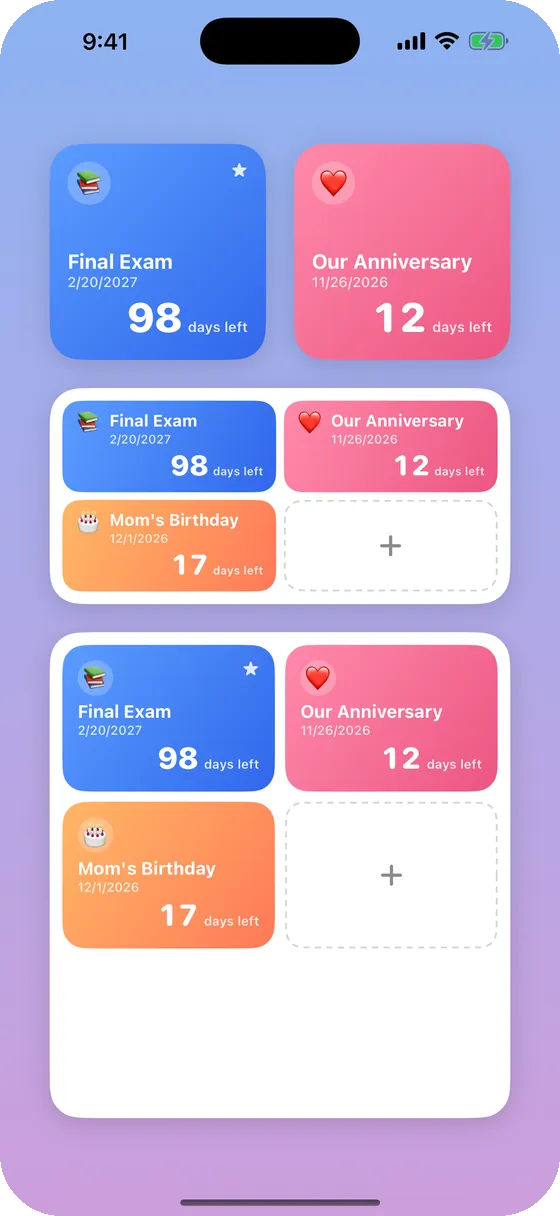 9:41
Final Exam
2/20/2027
98 days left
Our Anniversary
11/26/2026
12 days left
Final Exam
2/20/2027
98 days left
Our Anniversary
11/26/2026
12 days left
Mom's Birthday
12/1/2026
17 days left
Final Exam
2/20/2027
98 days left
Our Anniversary
11/26/2026
12 days left
Mom's Birthday
12/1/2026
17 days left